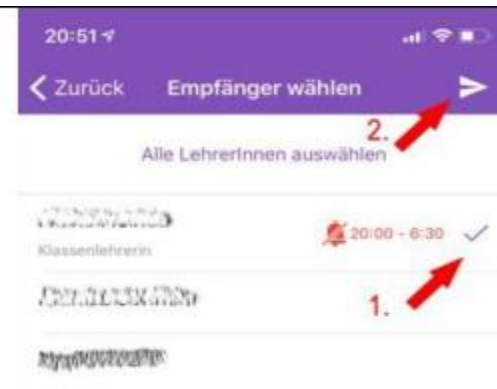 20:51
Zurück Empfänger wählen
2.
Alle LehrerInnen auswählen
20:00 - 6:30
Klassenlehrerin
1.